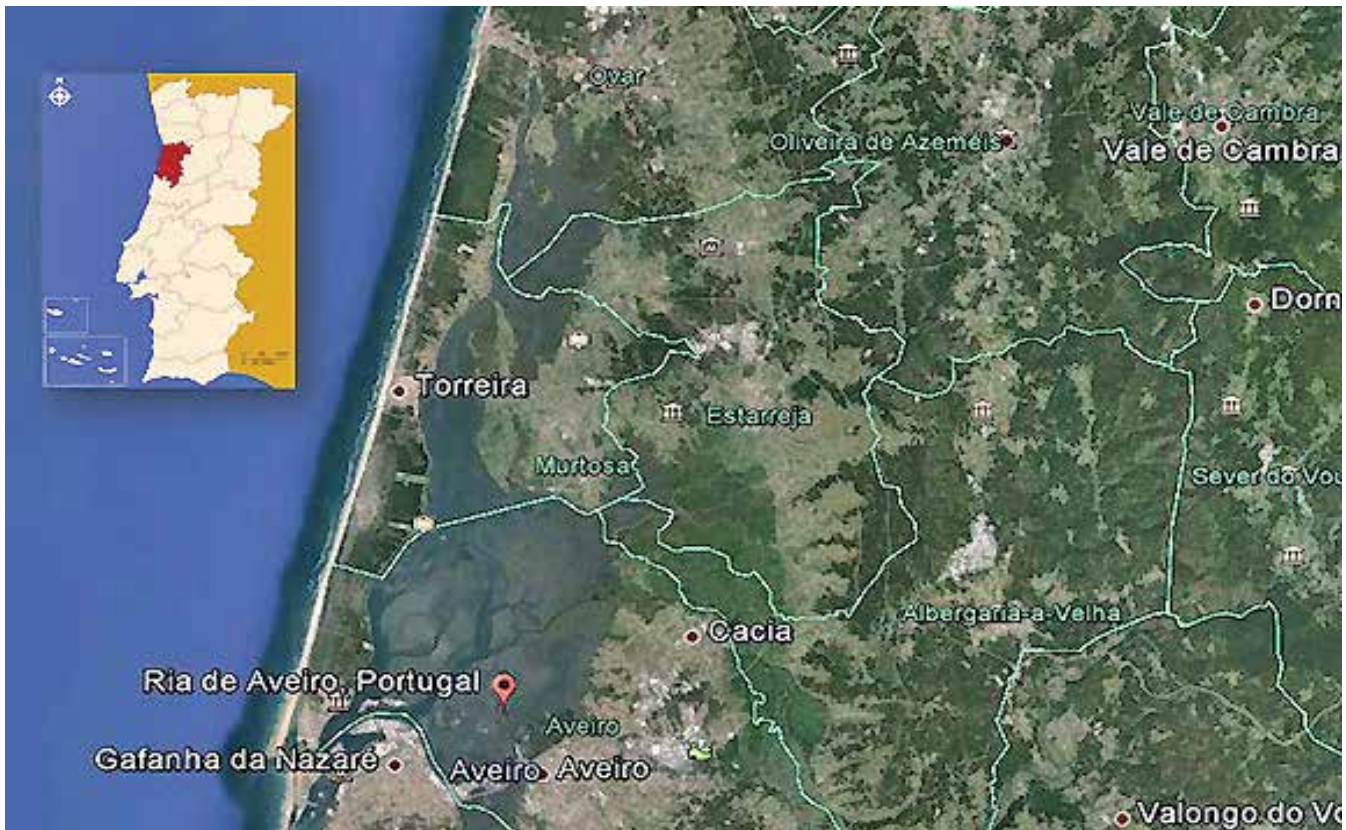 Ovar
Vale de Cambra
Oliveira de Azeméis
Vale de Cambra
Dorn
Torreira
Estarreja
Murtosa
Sever do Vou
Albergaria-a-Velha
Cacia
Ria de Aveiro, Portugal
Aveiro
Gafanha da Nazaré
Aveiro
Aveiro
Valongo do Vo